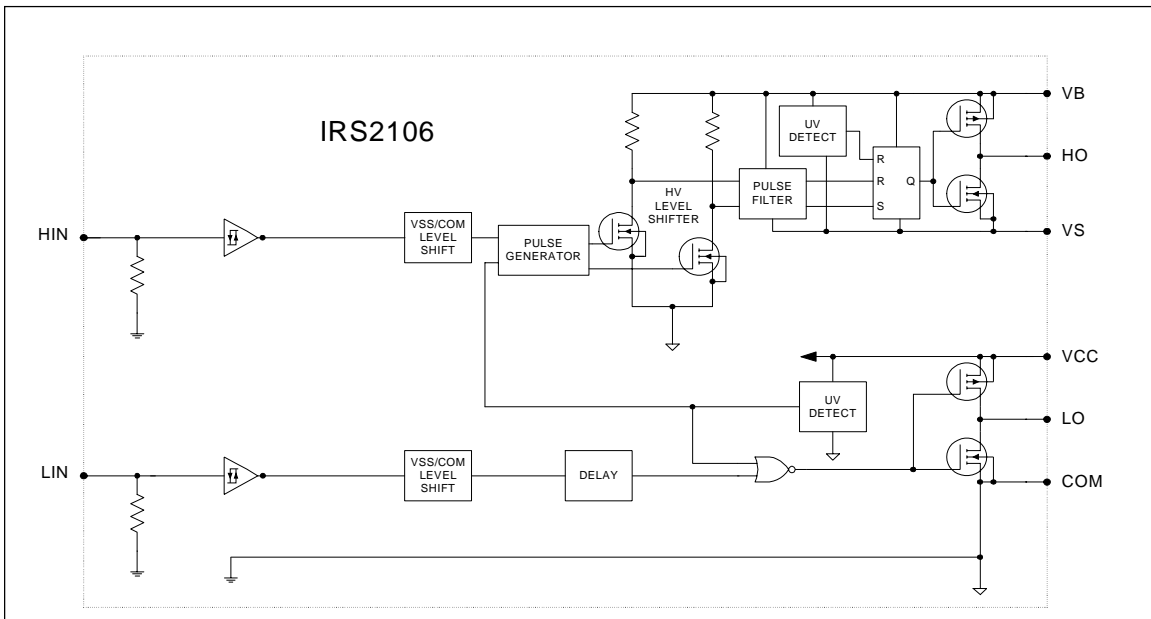 IRS2106
VB
UV
DETECT
HO
R
R
Q
S
PULSE
FILTER
HV
LEVEL
SHIFTER
VS
HIN
VSS/COM
LEVEL
SHIFT
PULSE
GENERATOR
VCC
UV
DETECT
LO
LIN
VSS/COM
LEVEL
SHIFT
DELAY
COM